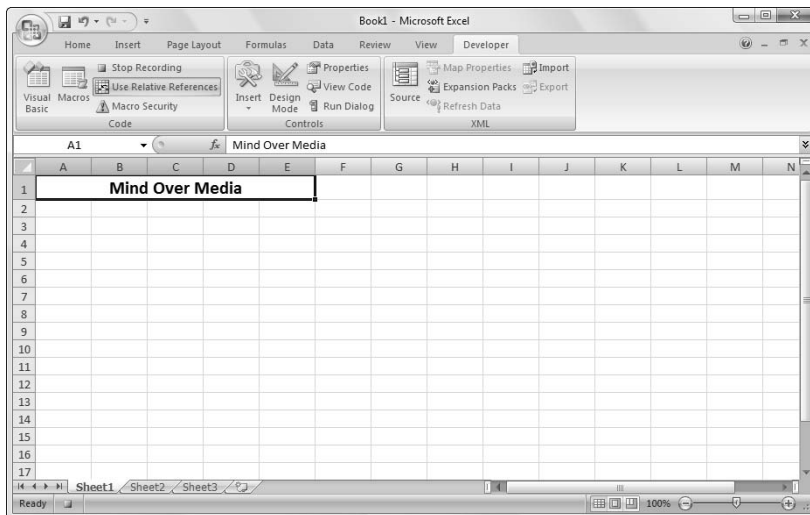 Book1 - Microsoft Excel
Home Insert Page Layout Formulas Data Review View Developer
Visual Basic
Macros
Stop Recording
Use Relative References
Macro Security
Code
Insert
Design Mode
Properties
View Code
Run Dialog
Controls
Source
Map Properties
Expansion Packs
Refresh Data
Import
Export
XML
A1 fx Mind Over Media
A B C D E F G H I J K L M N
1 Mind Over Media
2
3
4
5
6
7
8
9
10
11
12
13
14
15
16
17
Sheet1 Sheet2 Sheet3
Ready 100%